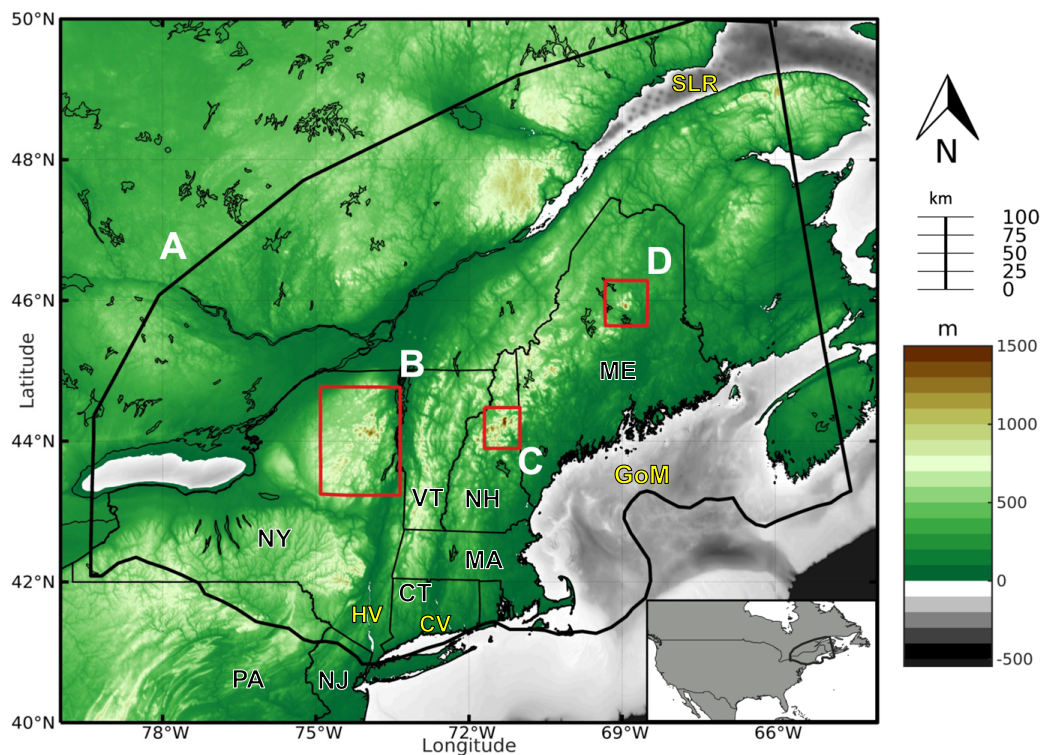 50°N
SLR
N
48°N
km
100
75
50
25
0
A
D
46°N
m
1500
B
ME
Latitude
1000
44°N
C
GoM
VT
NH
500
NY
MA
42°N
CT
0
HV
CV
PA
NJ
-500
40°N
78°W
75°W
72°W
69°W
66°W
Longitude